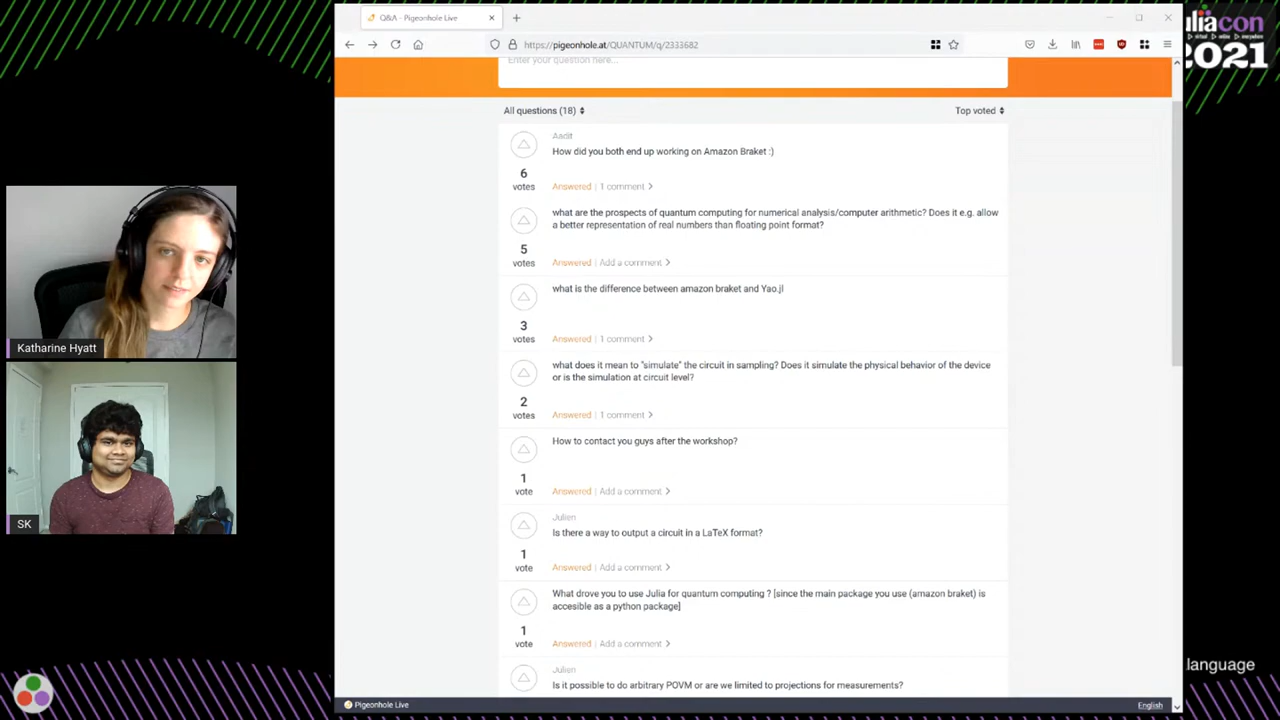 Q&A - Pigeonhole Live
https://pigeonhole.at/QUANTUM/q/2333682
Enter your question here...
All questions (18)
Top voted
Aadit
How did you both end up working on Amazon Braket :)
6
votes
Answered | 1 comment
what are the prospects of quantum computing for numerical analysis/computer arithmetic? Does it e.g. allow
a better representation of real numbers than floating point format?
5
votes
Answered | Add a comment
what is the difference between amazon braket and Yao.jl
3
votes
Answered | 1 comment
what does it mean to "simulate" the circuit in sampling? Does it simulate the physical behavior of the device
or is the simulation at circuit level?
2
votes
Answered | 1 comment
How to contact you guys after the workshop?
1
vote
Answered | Add a comment
Julien
Is there a way to output a circuit in a LaTeX format?
1
vote
Answered | Add a comment
What drove you to use Julia for quantum computing ? [since the main package you use (amazon braket) is
accesible as a python package]
1
vote
Answered | Add a comment
Julien
Is it possible to do arbitrary POVM or are we limited to projections for measurements?
Pigeonhole Live
English
Katharine Hyatt
SK
uliacon
2021
language